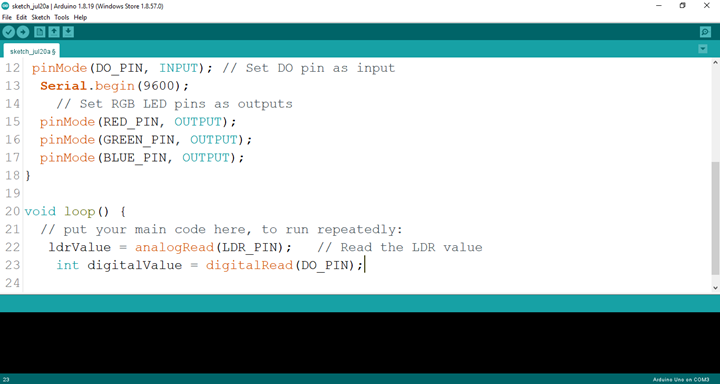 sketch_jul20a | Arduino 1.8.19 (Windows Store 1.8.57.0)
File Edit Sketch Tools Help
sketch_jul20a §
12 pinMode(DO_PIN, INPUT); // Set DO pin as input
13 Serial.begin(9600);
14 // Set RGB LED pins as outputs
15 pinMode(RED_PIN, OUTPUT);
16 pinMode(GREEN_PIN, OUTPUT);
17 pinMode(BLUE_PIN, OUTPUT);
18 }
19
20 void loop() {
21 // put your main code here, to run repeatedly:
22 ldrValue = analogRead(LDR_PIN); // Read the LDR value
23 int digitalValue = digitalRead(DO_PIN);
24
23 Arduino Uno on COM3